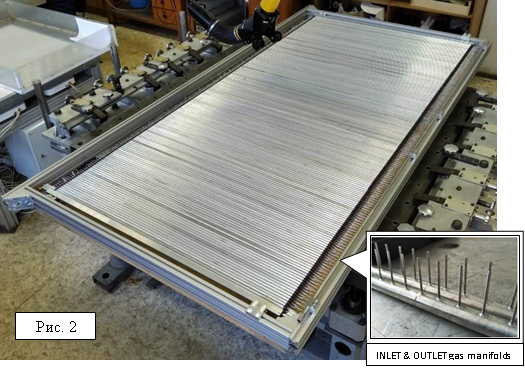 Рис. 2
INLET & OUTLET gas manifolds